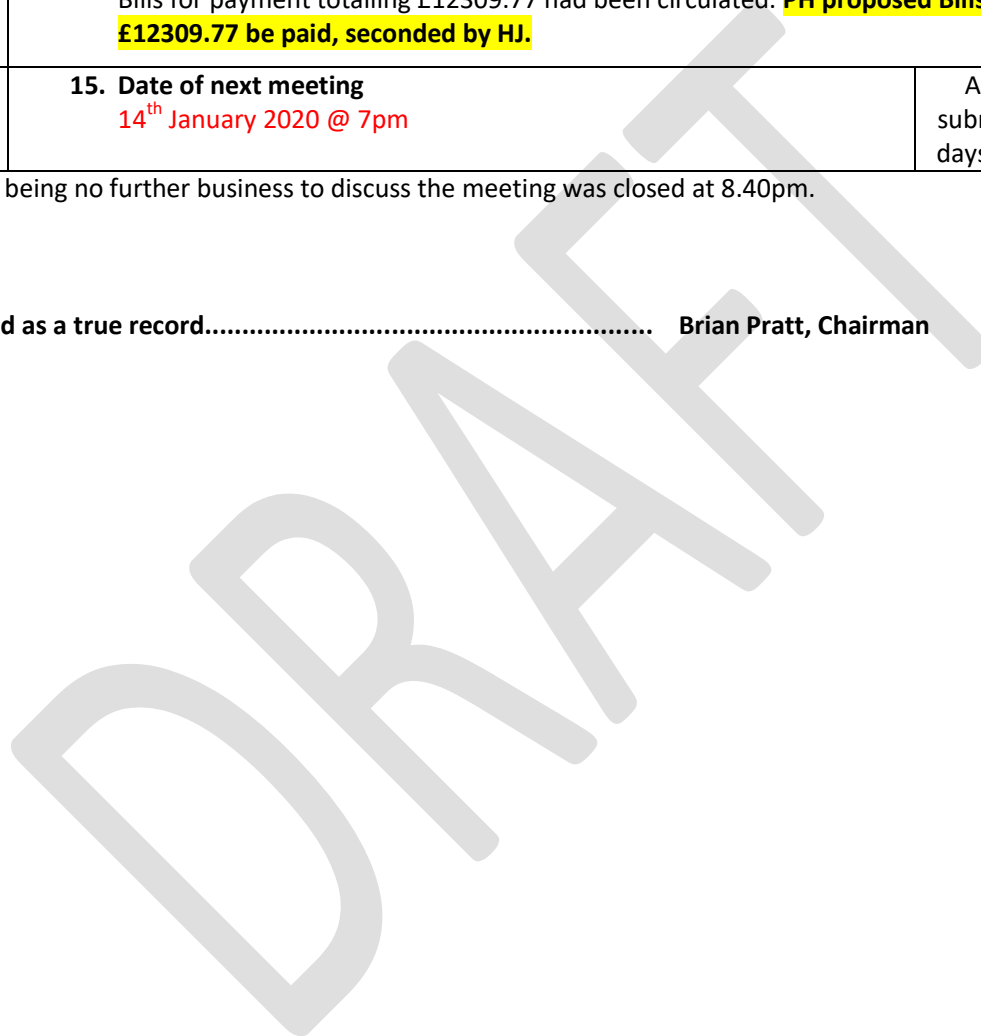 Bills for payment totalling £12309.77 had been circulated. PH proposed Bills
£12309.77 be paid, seconded by HJ.
15. Date of next meeting
14th January 2020 @ 7pm
A
subm
days
being no further business to discuss the meeting was closed at 8.40pm.
d as a true record............................................................ Brian Pratt, Chairman
DRAFT